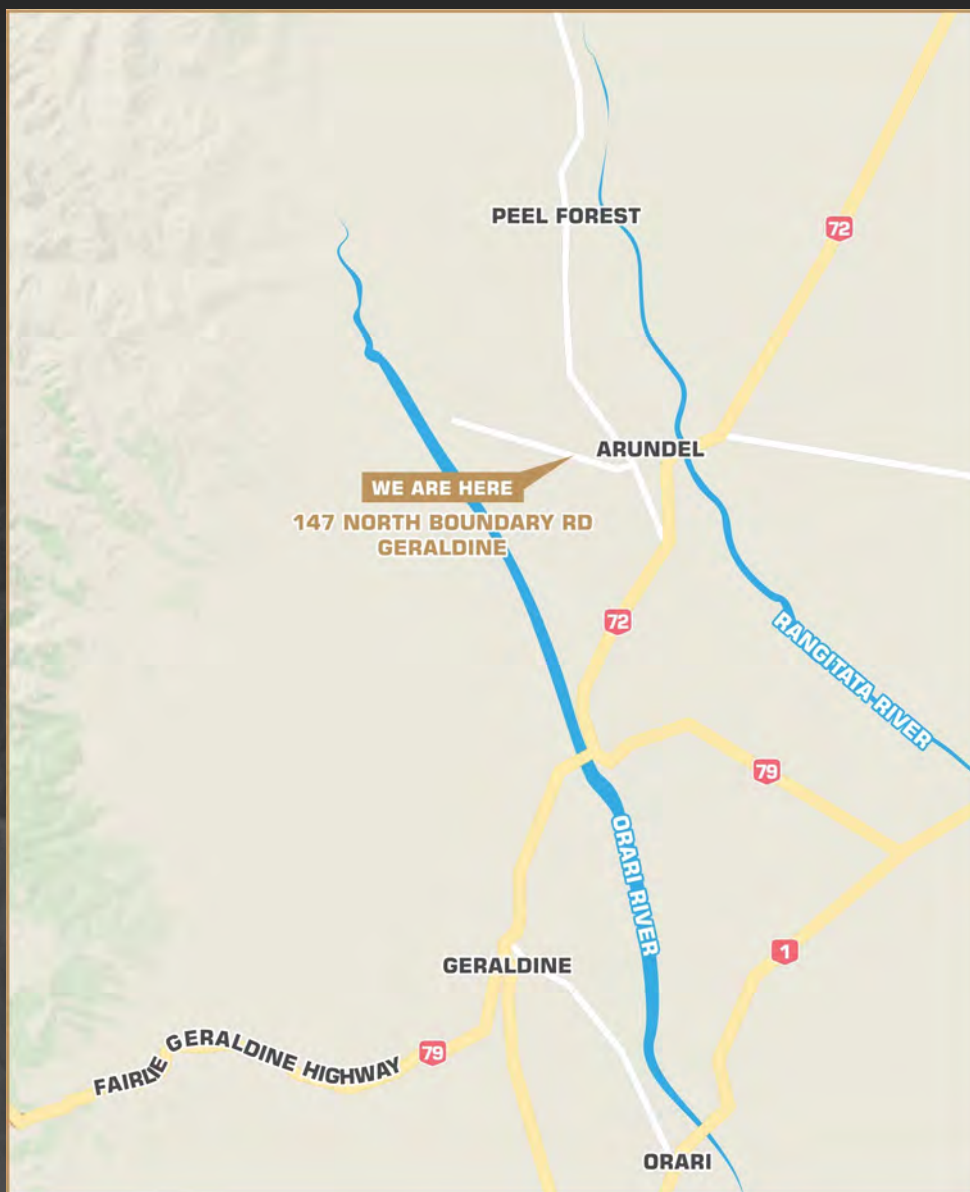 PEEL FOREST
72
ARUNDEL
WE ARE HERE
147 NORTH BOUNDARY RD
GERALDINE
72
RANGITATA RIVER
79
ORARI RIVER
1
GERALDINE
FAIRLIE GERALDINE HIGHWAY
79
ORARI